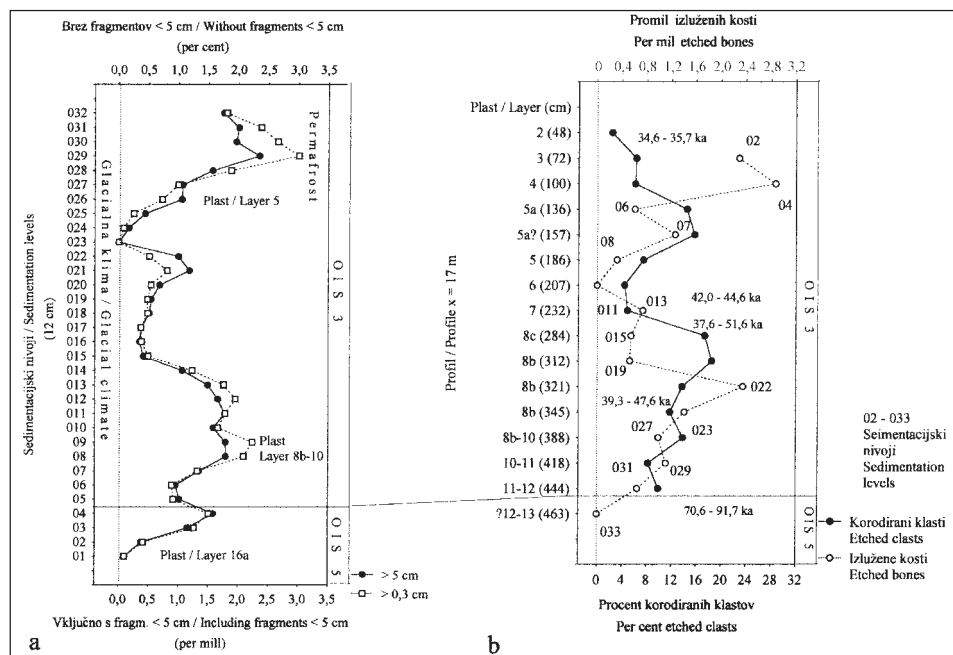 Brez fragmentov < 5 cm / Without fragments < 5 cm
(per cent)
0,0 0,5 1,0 1,5 2,0 2,5 3,0 3,5
Sedimentacijski nivoji / Sedimentation levels
(12 cm)
Glacialna klima / Glacial climate
Permafrost
032
031
030
029
028
027
026
025
024
023
022
021
020
019
018
017
016
015
014
013
012
011
010
09
08
07
06
05
04
03
02
01
Plast / Layer 5
Plast
Layer 8b-10
Plast / Layer 16a
OIS 3
OIS 5
0,0 0,5 1,0 1,5 2,0 2,5 3,0 3,5
> 5 cm
> 0,3 cm
Vključno s fragm. < 5 cm / Including fragments < 5 cm
(per mill)
a
Promil izluženih kosti
Per mil etched bones
0 0,4 0,8 1,2 1,6 2,0 2,4 2,8 3,2
Profil / Profile x = 17 m
Plast / Layer (cm)
2 (48)
3 (72)
4 (100)
5a (136)
5a? (157)
5 (186)
6 (207)
7 (232)
8c (284)
8b (312)
8b (321)
8b (345)
8b-10 (388)
10-11 (418)
11-12 (444)
?12-13 (463)
34,6 - 35,7 ka
02
04
06
07
08
42,0 - 44,6 ka
013
011
37,6 - 51,6 ka
015
019
022
39,3 - 47,6 ka
027
023
031
029
70,6 - 91,7 ka
033
OIS 3
OIS 5
02 - 033
Seimentacijski
nivoji
Sedimentation
levels
Korodirani klasti
Etched clasts
Izlužene kosti
Etched bones
0 4 8 12 16 20 24 28 32
Procent korodiranih klastov
Per cent etched clasts
b